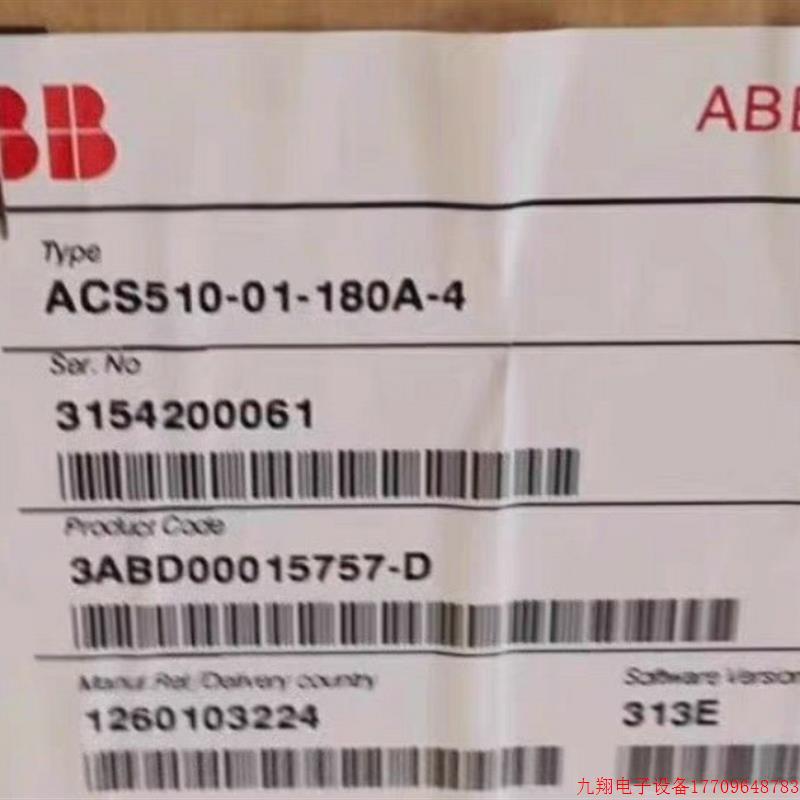 BB
ABB
Type
ACS510-01-180A-4
Ser. No
3154200061
Product Code
3ABD00015757-D
Manuf. Ref./Delivery country
Software Version
1260103224
313E
九翔电子设备17709648783